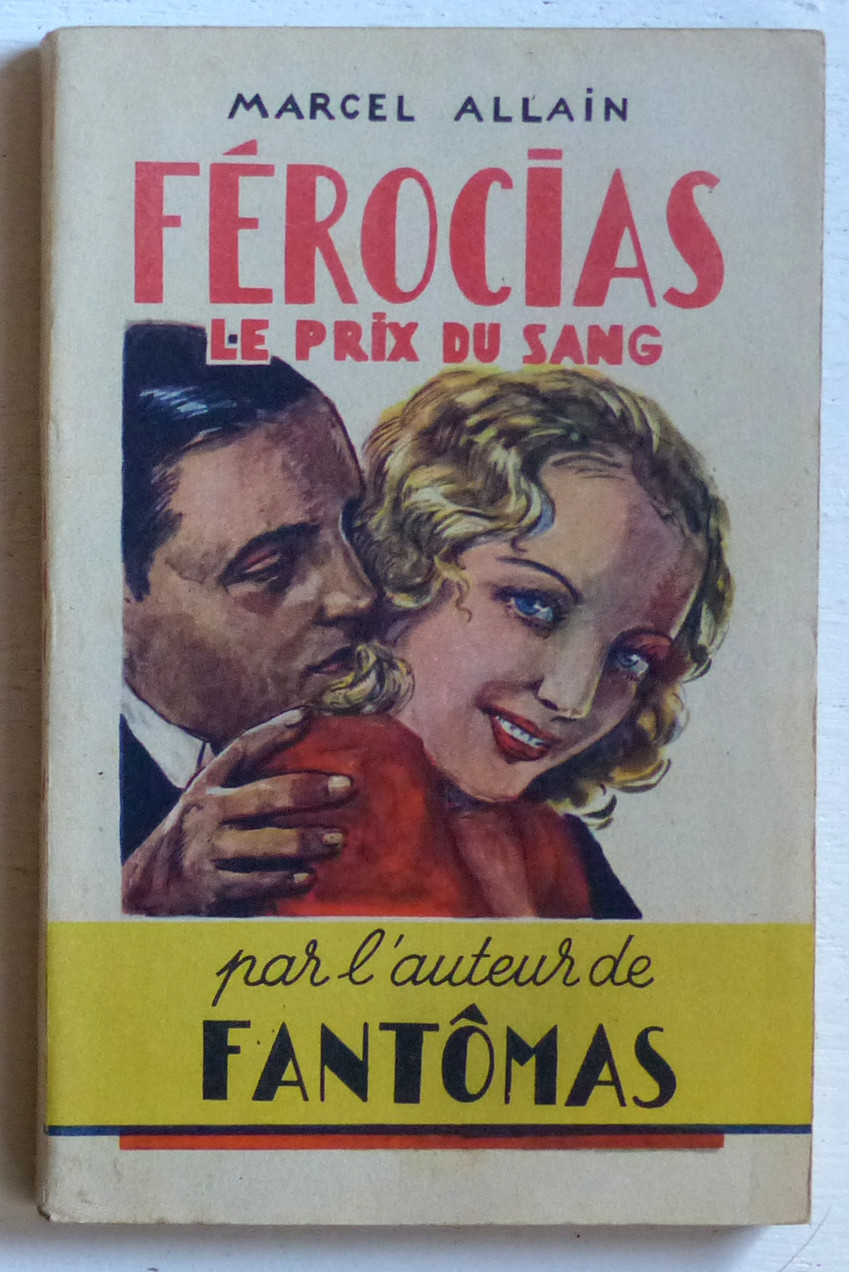 MARCEL ALLAIN
FÉROCIAS
LE PRIX DU SANG
par l'auteur de
FANTÔMAS